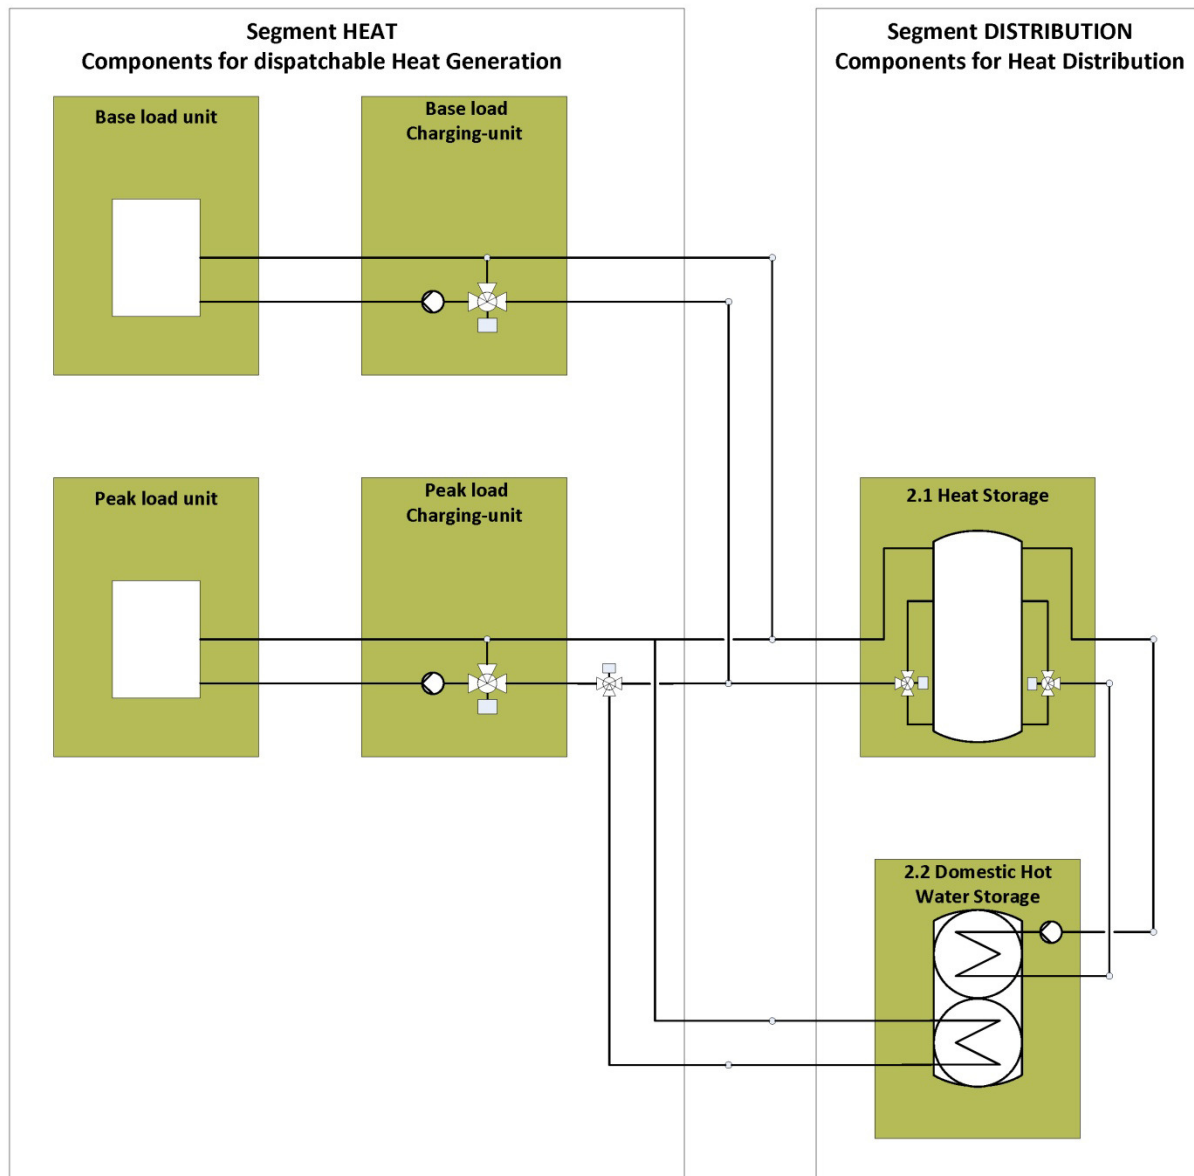 Segment HEAT
Components for dispatchable Heat Generation
Segment DISTRIBUTION
Components for Heat Distribution
Base load unit
Base load
Charging-unit
Peak load unit
Peak load
Charging-unit
2.1 Heat Storage
2.2 Domestic Hot
Water Storage